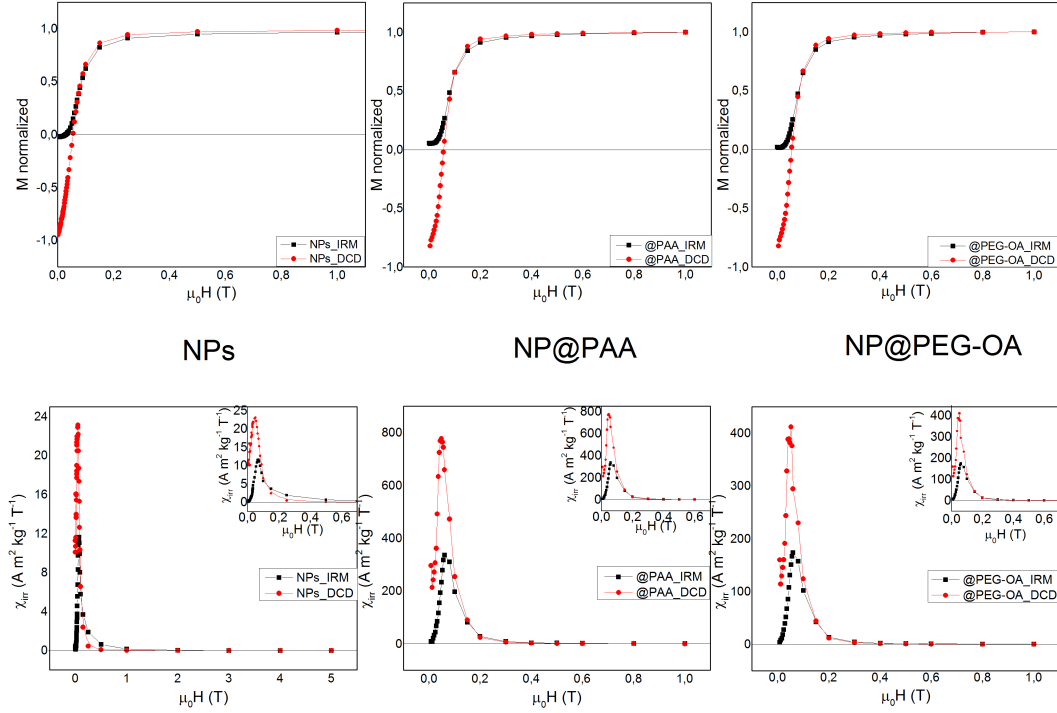 1,0
0,5
0,0
-0,5
-1,0
M normalized
0,0 0,2 0,4 0,6 0,8 1,0
μ0H (T)
NPs_IRM
NPs_DCD
1,0
0,5
0,0
-0,5
-1,0
M normalized
0,0 0,2 0,4 0,6 0,8 1,0
μ0H (T)
@PAA_IRM
@PAA_DCD
1,0
0,5
0,0
-0,5
-1,0
M normalized
0,0 0,2 0,4 0,6 0,8 1,0
μ0H (T)
@PEG-OA_IRM
@PEG-OA_DCD
NPs
NP@PAA
NP@PEG-OA
24
20
16
12
8
4
0
χirr (A m² kg⁻¹ T⁻¹)
0 1 2 3 4 5
μ0H (T)
25
20
15
10
5
0
χirr (A m² kg⁻¹ T⁻¹)
0,0 0,2 0,4 0,6
μ0H (T)
NPs_IRM
NPs_DCD
800
600
400
200
0
χirr (A m² kg⁻¹ T⁻¹)
0,0 0,2 0,4 0,6 0,8 1,0
μ0H (T)
800
600
400
200
0
χirr (A m² kg⁻¹ T⁻¹)
0,0 0,2 0,4 0,6
μ0H (T)
@PAA_IRM
@PAA_DCD
400
350
300
250
200
150
100
50
0
χirr (A m² kg⁻¹ T⁻¹)
0,0 0,2 0,4 0,6 0,8 1,0
μ0H (T)
400
300
200
100
0
χirr (A m² kg⁻¹ T⁻¹)
0,0 0,2 0,4 0,6
μ0H (T)
@PEG-OA_IRM
@PEG-OA_DCD